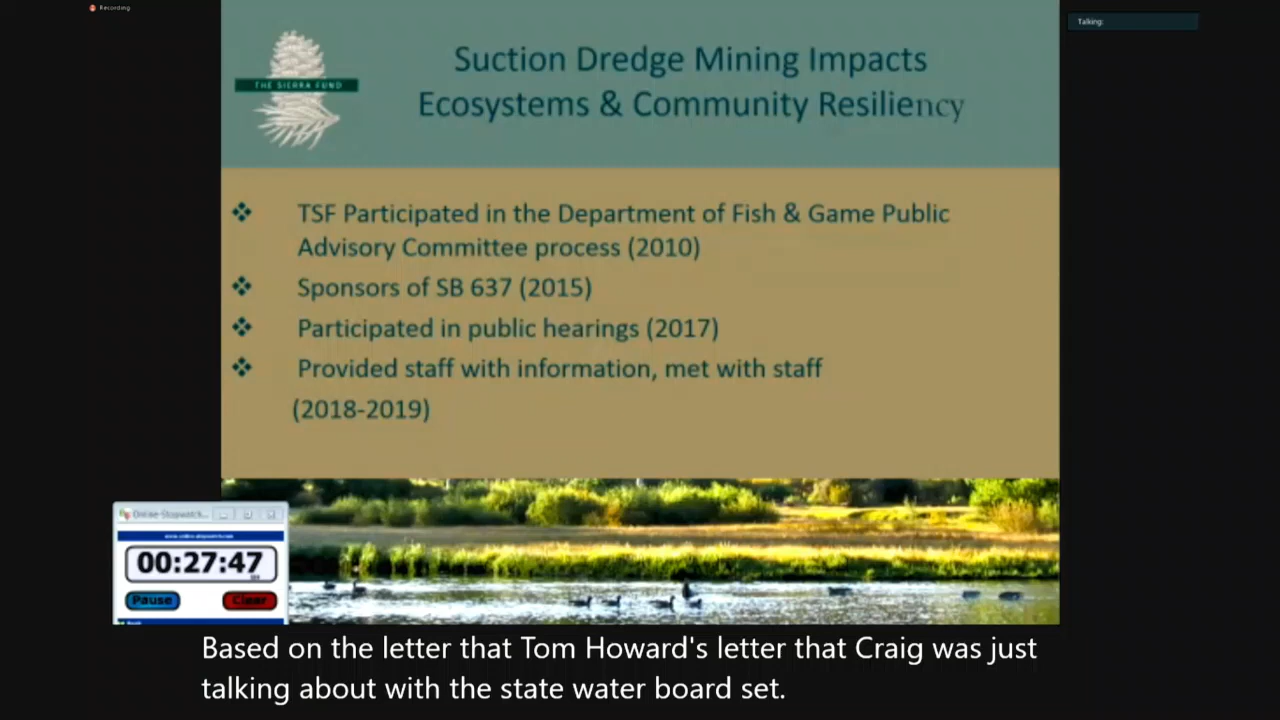 Recording
Talking:
THE SIERRA FUND
Suction Dredge Mining Impacts
Ecosystems & Community Resiliency
❖ TSF Participated in the Department of Fish & Game Public
Advisory Committee process (2010)
❖ Sponsors of SB 637 (2015)
❖ Participated in public hearings (2017)
❖ Provided staff with information, met with staff
(2018-2019)
Online-Stopwatch...
00:27:47
Pause
Clear
Based on the letter that Tom Howard's letter that Craig was just
talking about with the state water board set.